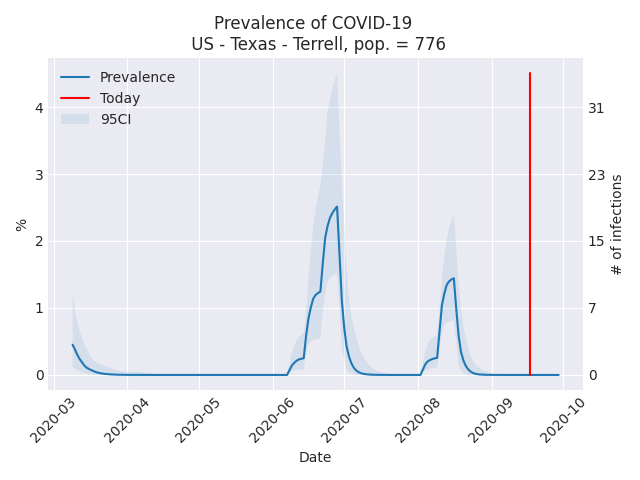 Prevalence of COVID-19
US - Texas - Terrell, pop. = 776
Prevalence
Today
95CI
4
3
2
1
0
%
31
23
15
7
0
# of infections
2020-03
2020-04
2020-05
2020-06
2020-07
2020-08
2020-09
2020-10
Date